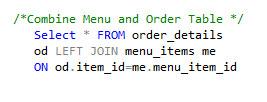 /*Combine Menu and Order Table */
Select * FROM order_details
od LEFT JOIN menu_items me
ON od.item_id=me.menu_item_id